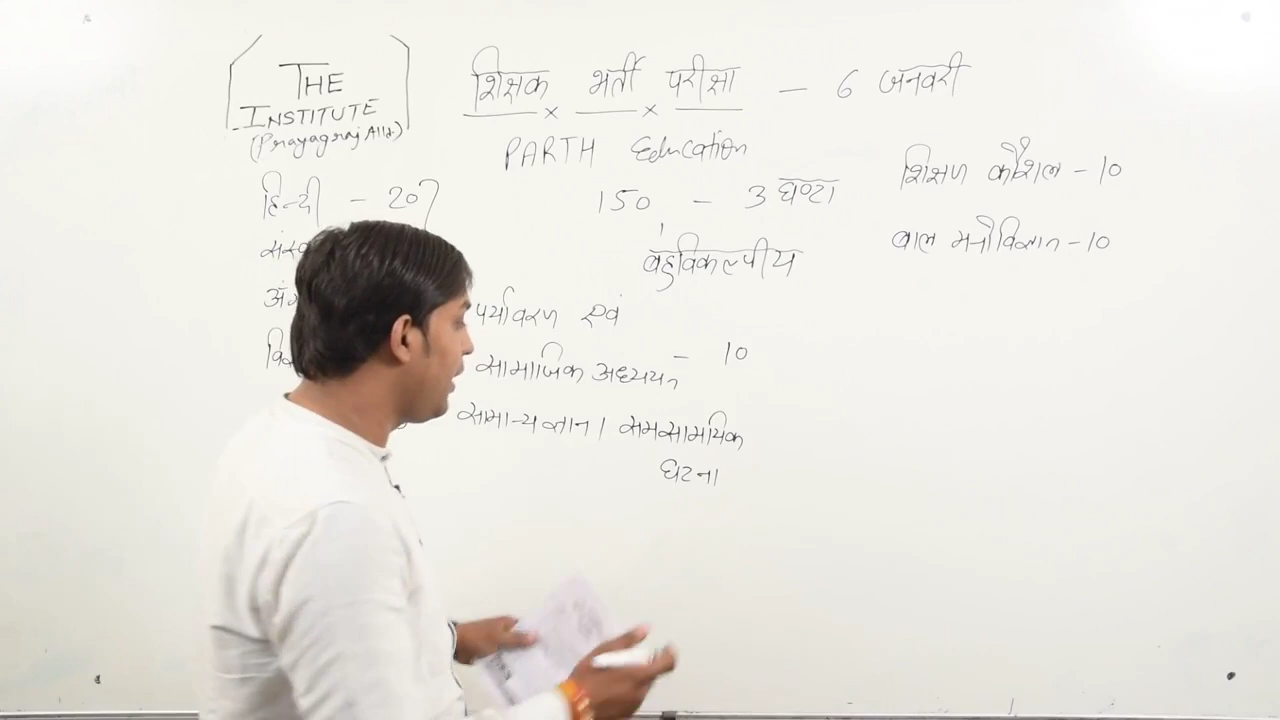 THE
INSTITUTE
(Prayagraj Alld.)
शिक्षक भर्ती परीक्षा - 6 जनवरी
PARTH Education
हिन्दी - 20
150 - 3 घण्टा
बहुविकल्पीय
शिक्षण कौशल - 10
बाल मनोविज्ञान - 10
पर्यावरण एवं
सामाजिक अध्ययन - 10
सामान्य ज्ञान / समसामयिक
घटना